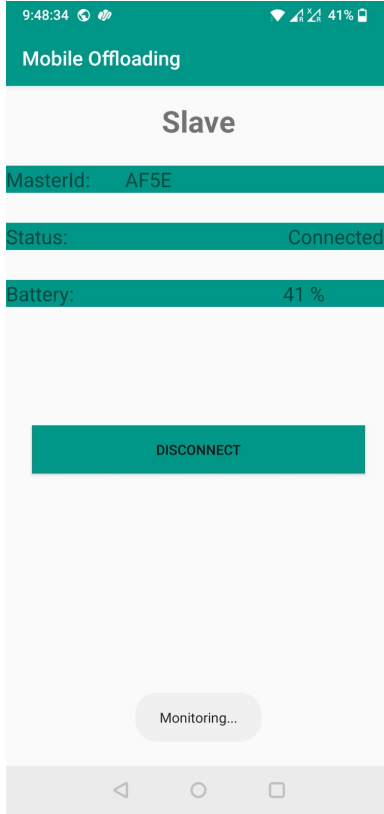 9:48:34 41%
Mobile Offloading
Slave
MasterId: AF5E
Status: Connected
Battery: 41 %
DISCONNECT
Monitoring...